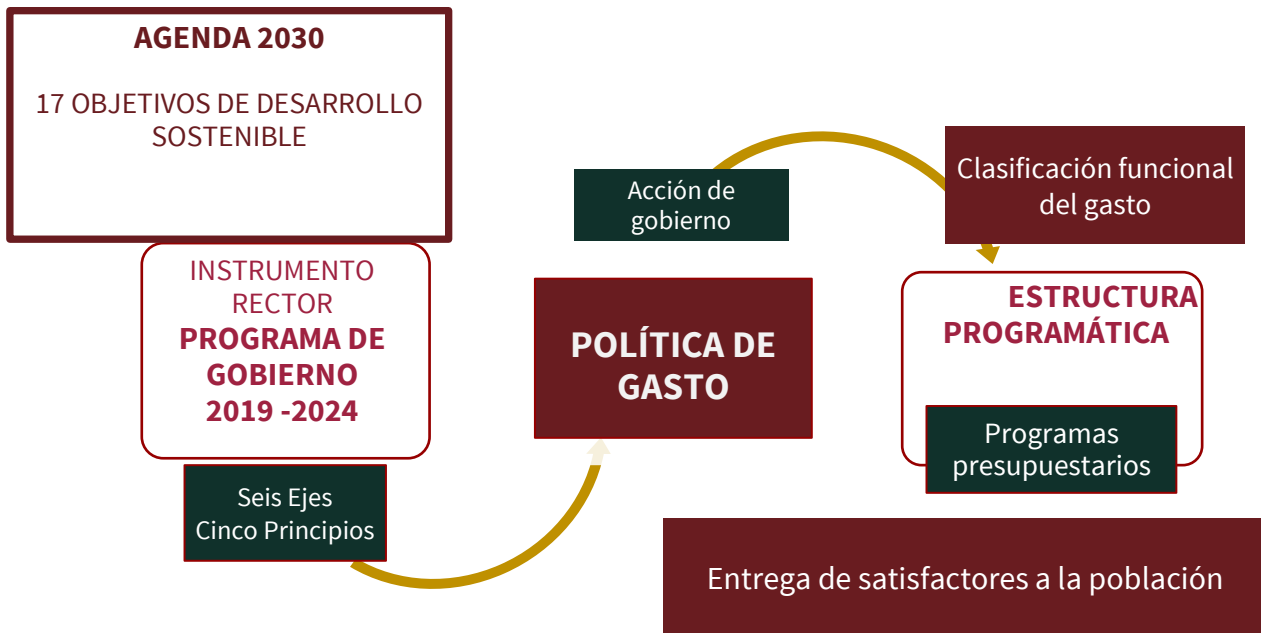 AGENDA 2030
17 OBJETIVOS DE DESARROLLO
SOSTENIBLE
INSTRUMENTO
RECTOR
PROGRAMA DE
GOBIERNO
2019 -2024
Seis Ejes
Cinco Principios
POLÍTICA DE
GASTO
Acción de
gobierno
Clasificación funcional
del gasto
ESTRUCTURA
PROGRAMÁTICA
Programas
presupuestarios
Entrega de satisfactores a la población